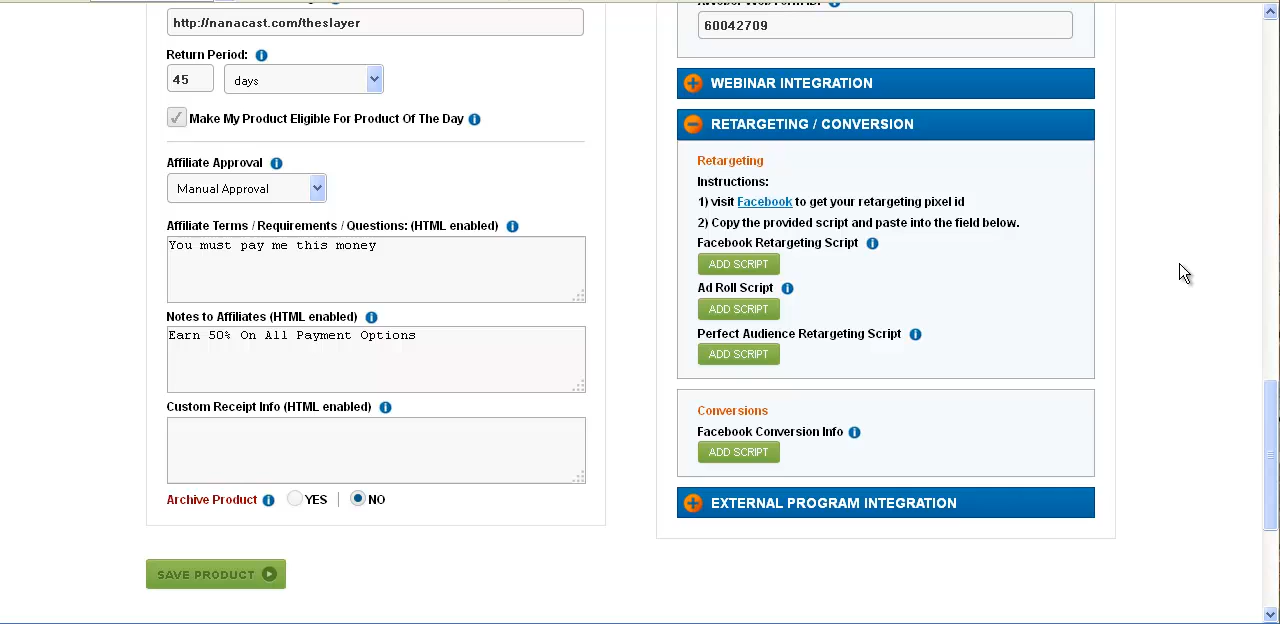 http://nanacast.com/theslayer
Return Period:
45 days
Make My Product Eligible For Product Of The Day
Affiliate Approval
Manual Approval
Affiliate Terms / Requirements / Questions: (HTML enabled)
You must pay me this money
Notes to Affiliates (HTML enabled)
Earn 50% On All Payment Options
Custom Receipt Info (HTML enabled)
Archive Product YES | NO
SAVE PRODUCT
60042709
WEBINAR INTEGRATION
RETARGETING / CONVERSION
Retargeting
Instructions:
1) visit Facebook to get your retargeting pixel id
2) Copy the provided script and paste into the field below.
Facebook Retargeting Script
ADD SCRIPT
Ad Roll Script
ADD SCRIPT
Perfect Audience Retargeting Script
ADD SCRIPT
Conversions
Facebook Conversion Info
ADD SCRIPT
EXTERNAL PROGRAM INTEGRATION